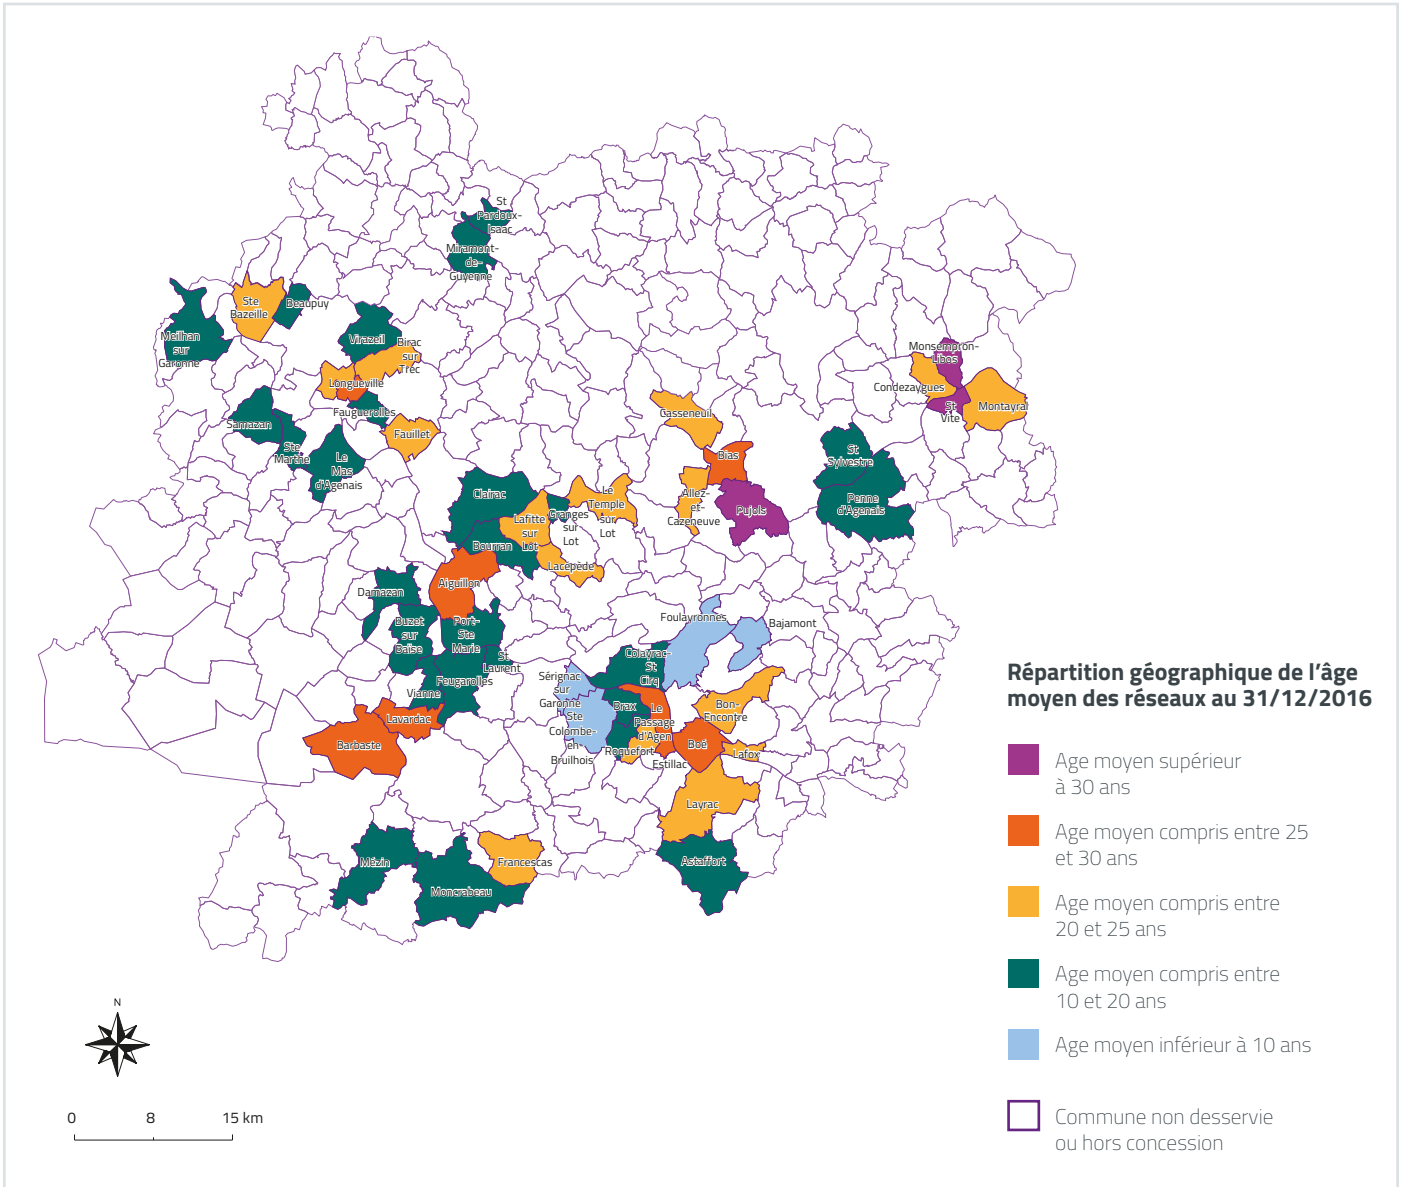 St
Pardoux-
Isaac
Miramont-
de-
Guyenne
Ste
Bazeille
Beaupuy
Meilhan
sur
Garonne
Virazeil
Birac
sur
Trec
Longueville
Fauguerolles
Fauillet
Samazan
Ste
Marthe
Le
Mas
d'Agenais
Monsempron-
Libos
Condezaygues
St
Vite
Montayral
Casseneuil
Bias
Allez-
et-
Cazeneuve
Pujols
St
Sylvestre
Penne
d'Agenais
Clairac
Le
Temple
sur
Lot
Granges
sur
Lot
Lafitte
sur
Lot
Bourran
Lacepède
Aiguillon
Damazan
Buzet
sur
Baise
Port-
Ste
Marie
St
Laurent
Feugarolles
Vianne
Lavardac
Barbaste
Foulayronnes
Bajamont
Colayrac-
St
Cirq
Sérignac
sur
Garonne
Ste
Colombe-
en-
Bruilhois
Brax
Le
Passage
d'Agen
Roquefort
Estillac
Bon-
Encontre
Boé
Lafox
Layrac
Astaffort
Mézin
Moncrabeau
Francescas
Répartition géographique de l'âge
moyen des réseaux au 31/12/2016
Age moyen supérieur
à 30 ans
Age moyen compris entre 25
et 30 ans
Age moyen compris entre
20 et 25 ans
Age moyen compris entre
10 et 20 ans
Age moyen inférieur à 10 ans
Commune non desservie
ou hors concession
N
0 8 15 km